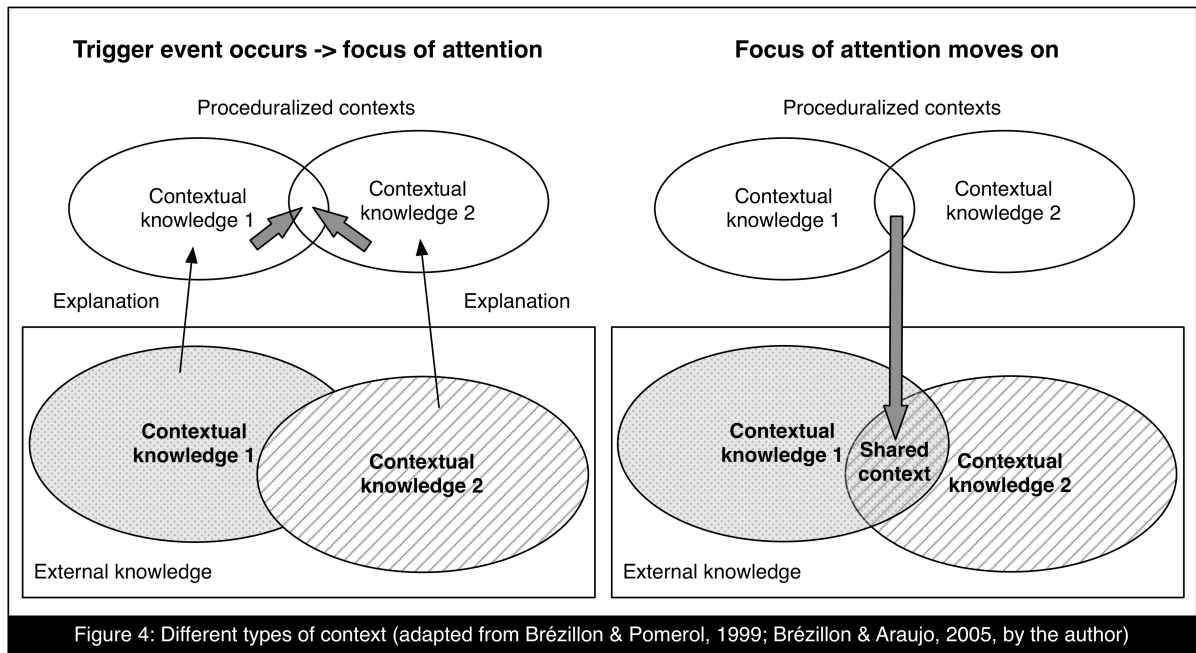 Trigger event occurs -> focus of attention
Proceduralized contexts
Contextual
knowledge 1
Contextual
knowledge 2
Explanation
Explanation
Contextual
knowledge 1
Contextual
knowledge 2
External knowledge
Focus of attention moves on
Proceduralized contexts
Contextual
knowledge 1
Contextual
knowledge 2
Contextual
knowledge 1
Shared
context
Contextual
knowledge 2
External knowledge
Figure 4: Different types of context (adapted from Brézillon & Pomerol, 1999; Brézillon & Araujo, 2005, by the author)